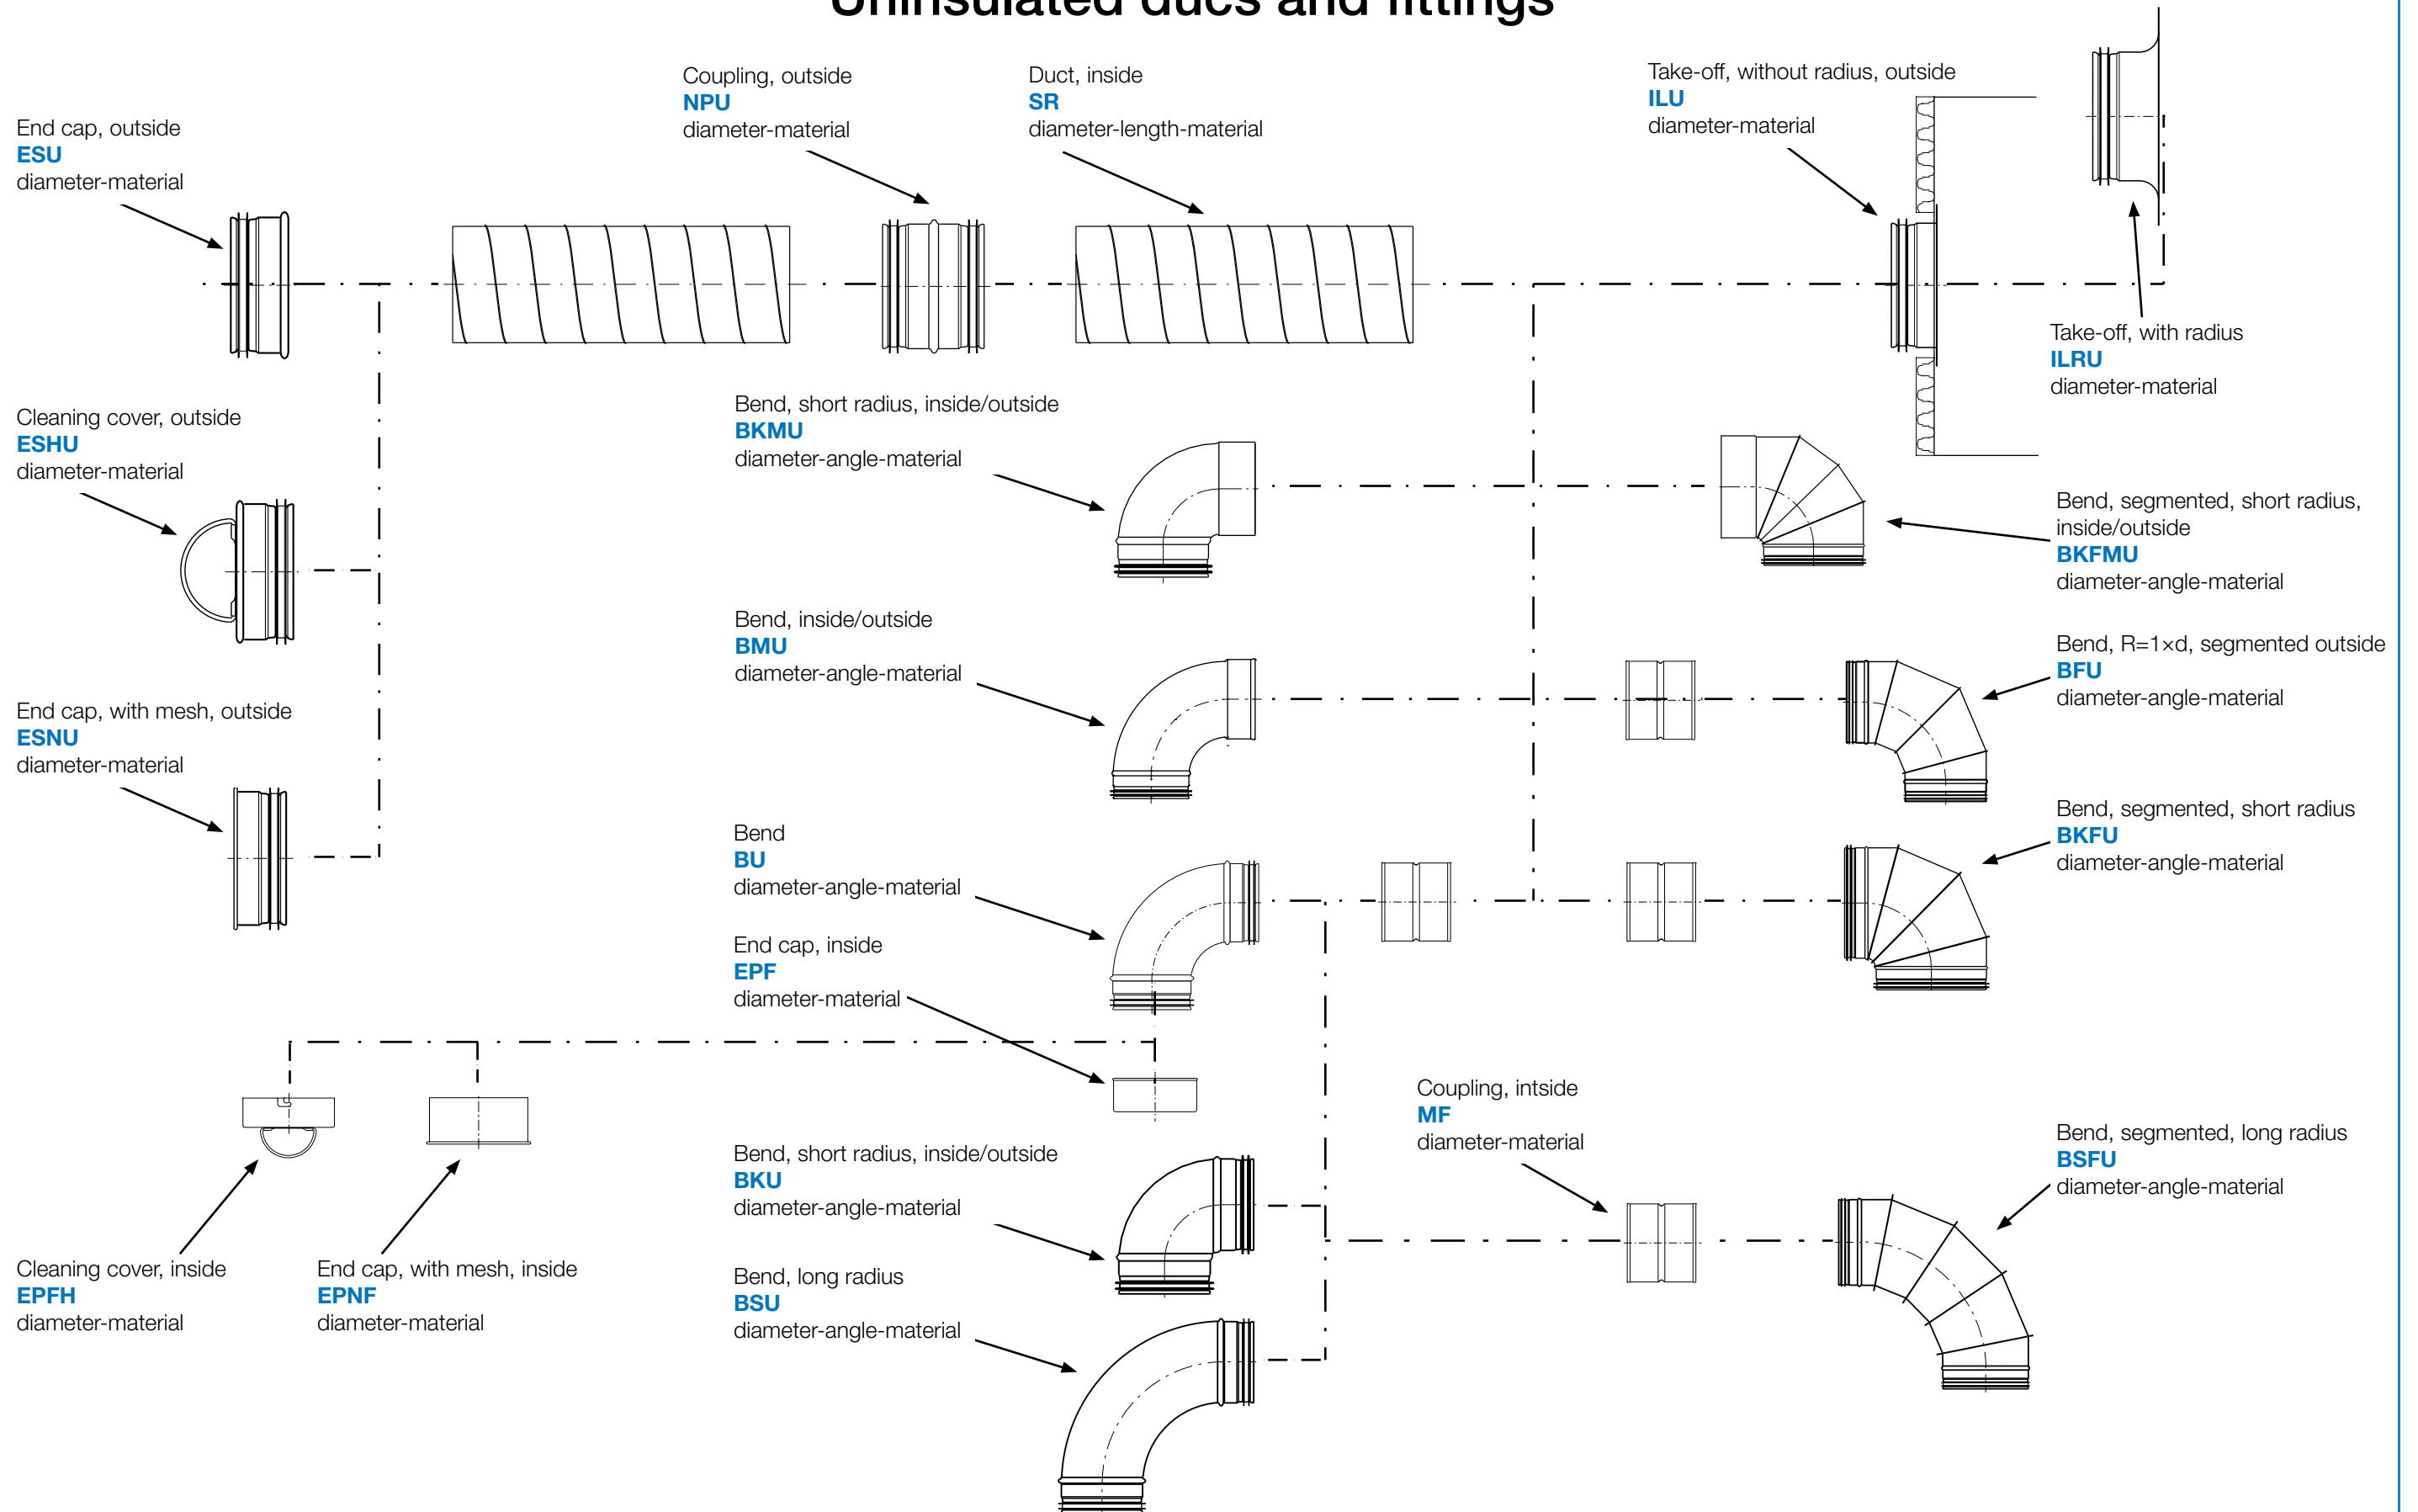 Uninsulated ducs and fittings
Coupling, outside
NPU
diameter-material
Duct, inside
SR
diameter-length-material
Take-off, without radius, outside
ILU
diameter-material
End cap, outside
ESU
diameter-material
Take-off, with radius
ILRU
diameter-material
Cleaning cover, outside
ESHU
diameter-material
Bend, short radius, inside/outside
BKMU
diameter-angle-material
Bend, segmented, short radius,
inside/outside
BKFMU
diameter-angle-material
Bend, inside/outside
BMU
diameter-angle-material
Bend, R=1×d, segmented outside
BFU
diameter-angle-material
End cap, with mesh, outside
ESNU
diameter-material
Bend
BU
diameter-angle-material
Bend, segmented, short radius
BKFU
diameter-angle-material
End cap, inside
EPF
diameter-material
Coupling, intside
MF
diameter-material
Bend, short radius, inside/outside
BKU
diameter-angle-material
Bend, segmented, long radius
BSFU
diameter-angle-material
Cleaning cover, inside
EPFH
diameter-material
End cap, with mesh, inside
EPNF
diameter-material
Bend, long radius
BSU
diameter-angle-material